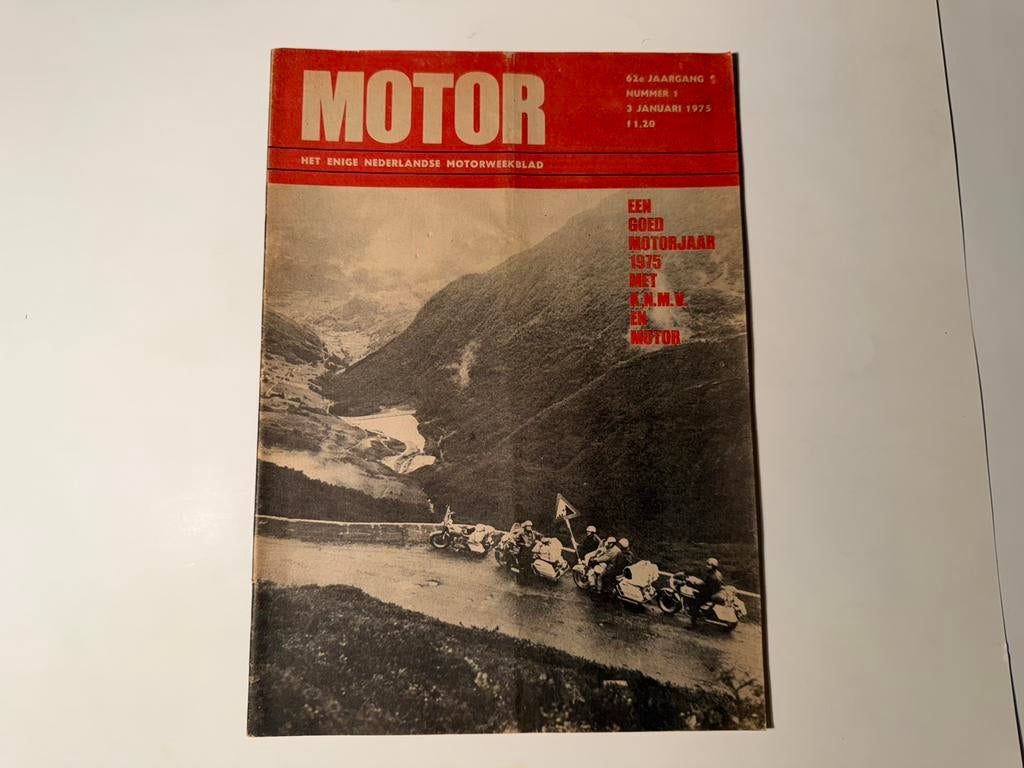 MOTOR
62e JAARGANG
NUMMER 1
3 JANUARI 1975
f 1,20
HET ENIGE NEDERLANDSE MOTORWEEKBLAD
EEN
GOED
MOTORJAAR
1975
MET
K.N.M.V.
EN
MOTOR